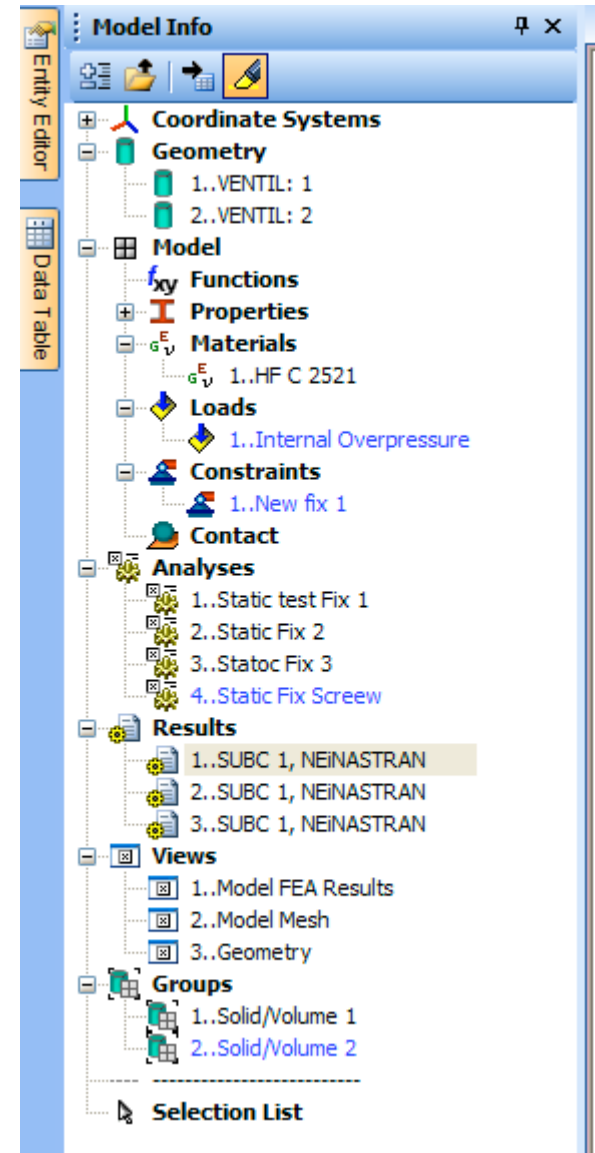 Model Info
Entity Editor
Data Table
Coordinate Systems
Geometry
1..VENTIL: 1
2..VENTIL: 2
Model
fxy Functions
Properties
GEν Materials
GEν 1..HF C 2521
Loads
1..Internal Overpressure
Constraints
1..New fix 1
Contact
Analyses
1..Static test Fix 1
2..Static Fix 2
3..Statoc Fix 3
4..Static Fix Screew
Results
1..SUBC 1, NEiNASTRAN
2..SUBC 1, NEiNASTRAN
3..SUBC 1, NEiNASTRAN
Views
1..Model FEA Results
2..Model Mesh
3..Geometry
Groups
1..Solid/Volume 1
2..Solid/Volume 2
--------------------------
Selection List